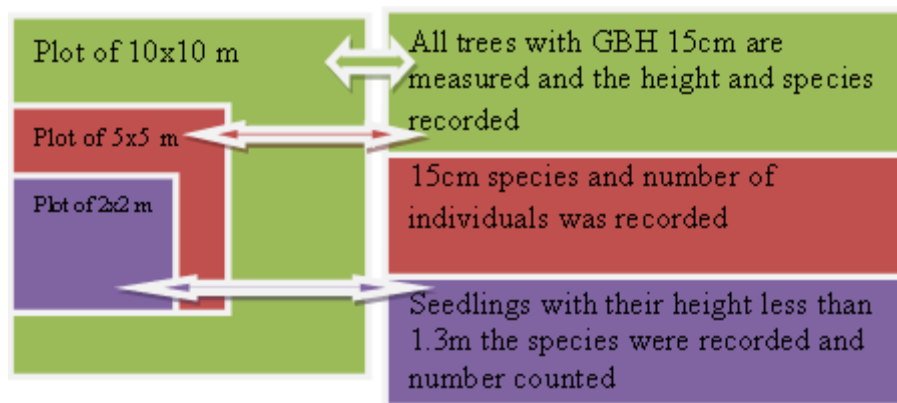 Plot of 10x10 m
Plot of 5x5 m
Plot of 2x2 m
All trees with GBH 15cm are
measured and the height and species
recorded
15cm species and number of
individuals was recorded
Seedlings with their height less than
1.3m the species were recorded and
number counted